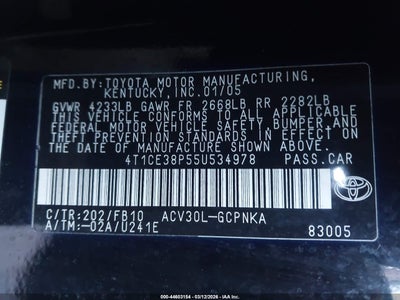 MFD.BY:TOYOTA MOTOR MANUFACTURING,
KENTUCKY,INC.01/05
GVWR 4233LB GAWR FR 2668LB RR 2282LB
THIS VEHICLE CONFORMS TO ALL APPLICABLE
FEDERAL MOTOR VEHICLE SAFETY, BUMPER, AND
THEFT PREVENTION STANDARDS IN EFFECT ON
THE DATE OF MANUFACTURE SHOWN ABOVE.
4T1CE38P55U534978 PASS.CAR
C/TR:202/FB10 ACV30L-GCPNKA
A/TM:-02A/U241E 83005
TOYOTA
ID: 44603154 - 03/12/2026 - IAA Inc.